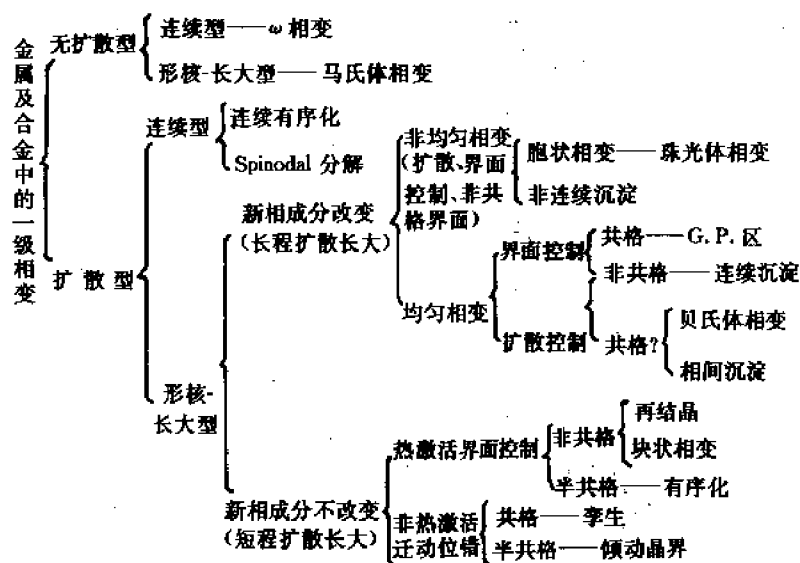 金属及合金中的一级相变
无扩散型
连续型——ω相变
形核-长大型——马氏体相变
扩散型
连续型
连续有序化
Spinodal 分解
形核-
长大型
新相成分改变
(长程扩散长大)
非均匀相变
(扩散、界面
控制、非共
格界面)
胞状相变——珠光体相变
非连续沉淀
均匀相变
界面控制
共格——G.P.区
非共格——连续沉淀
扩散控制
共格?
贝氏体相变
相间沉淀
新相成分不改变
(短程扩散长大)
热激活界面控制
非共格
再结晶
块状相变
半共格——有序化
非热激活
迁动位错
共格——孪生
半共格——倾动晶界